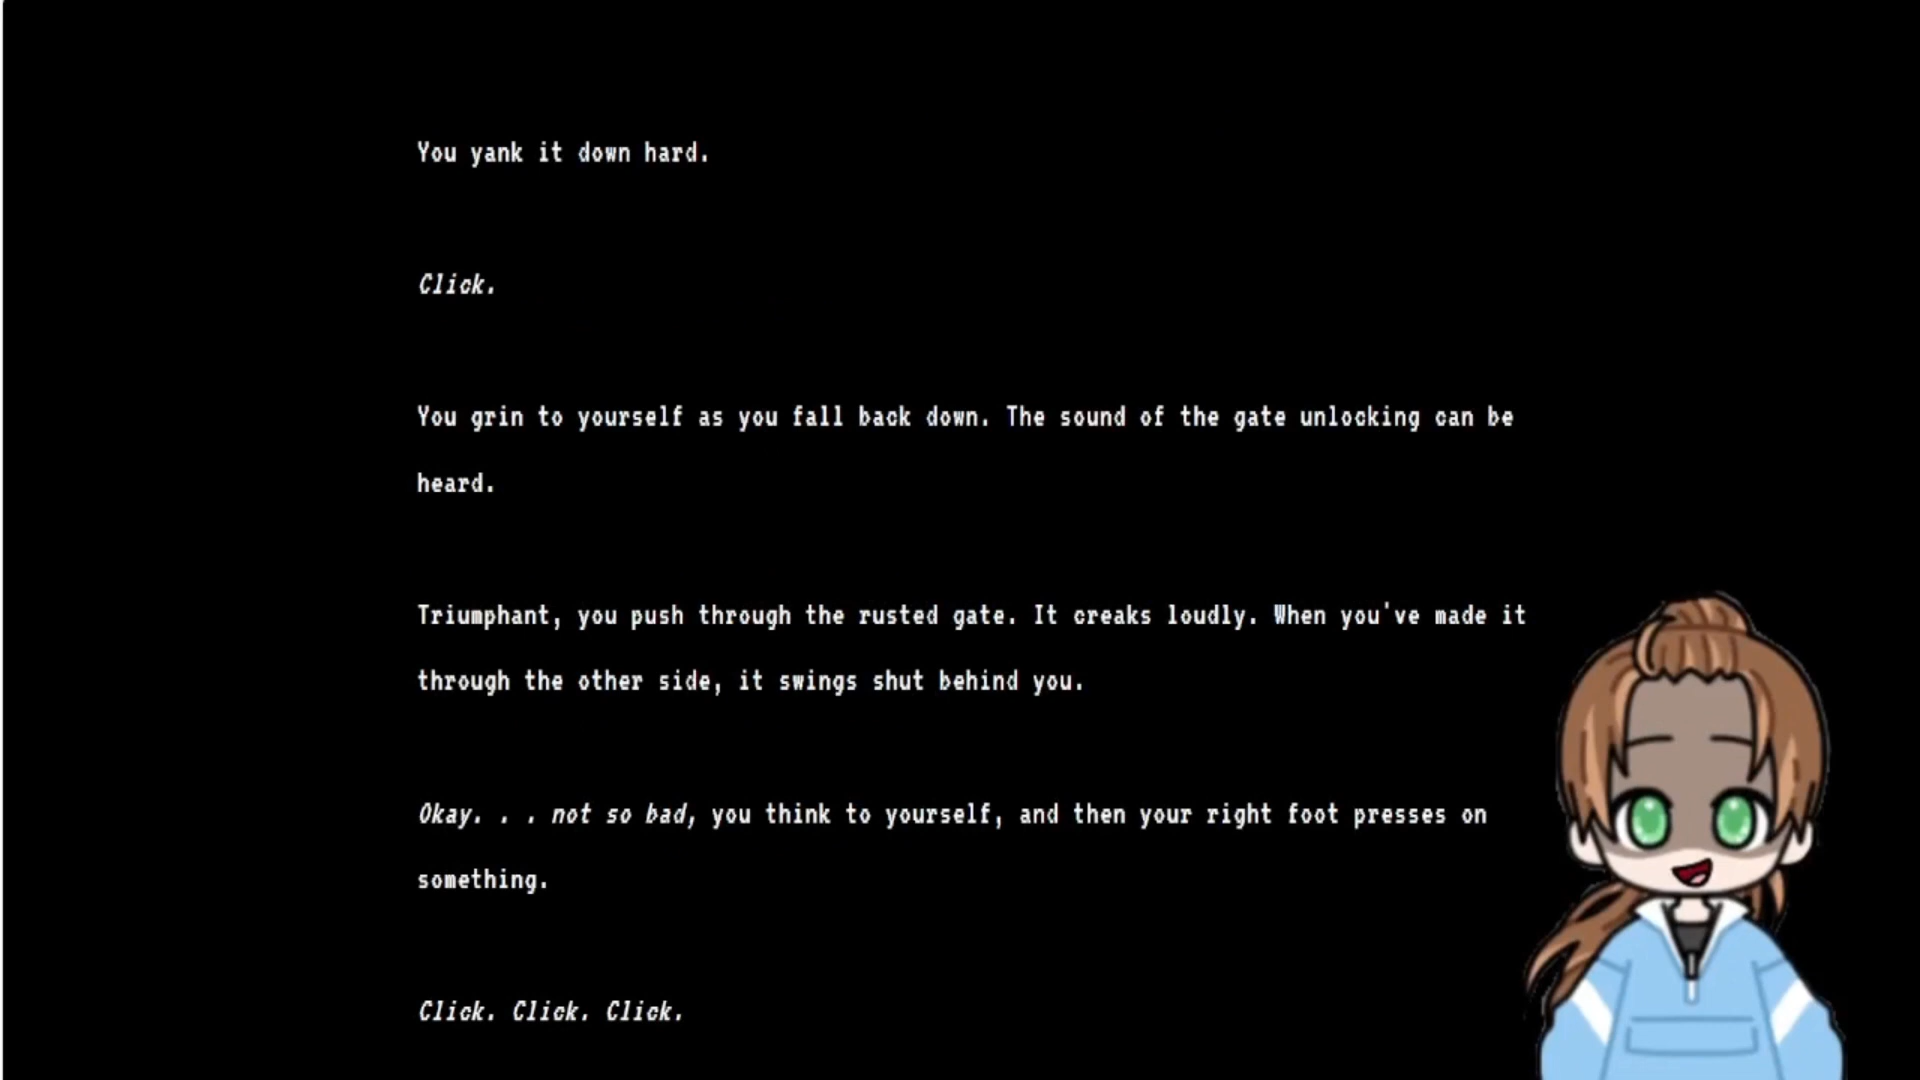 You yank it down hard.
Click.
You grin to yourself as you fall back down. The sound of the gate unlocking can be
heard.
Triumphant, you push through the rusted gate. It creaks loudly. When you've made it
through the other side, it swings shut behind you.
Okay. . . not so bad, you think to yourself, and then your right foot presses on
something.
Click. Click. Click.